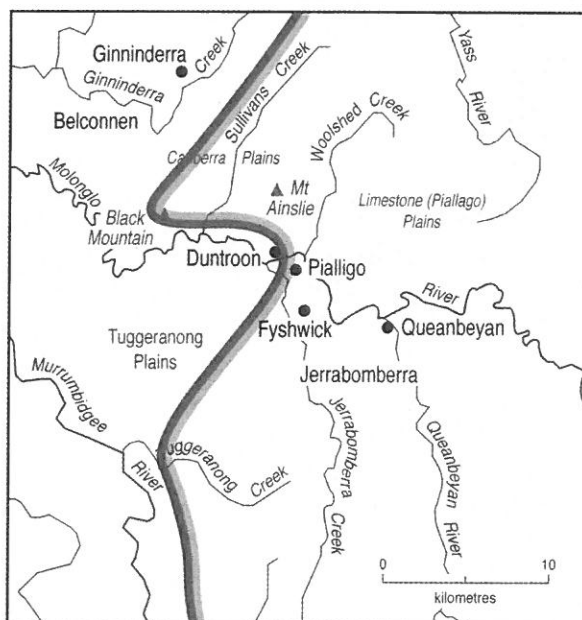 Ginninderra
Ginninderra Creek
Belconnen
Sullivans Creek
Yass River
Canberra Plains
Woolshed Creek
Molonglo River
Mt
Ainslie
Black
Mountain
Limestone (Piallago)
Plains
Duntroon
Pialligo
Fyshwick
Queanbeyan
Tuggeranong
Plains
Jerrabomberra
Murrumbidgee River
Tuggeranong Creek
Jerrabomberra Creek
Queanbeyan River
0 10
kilometres